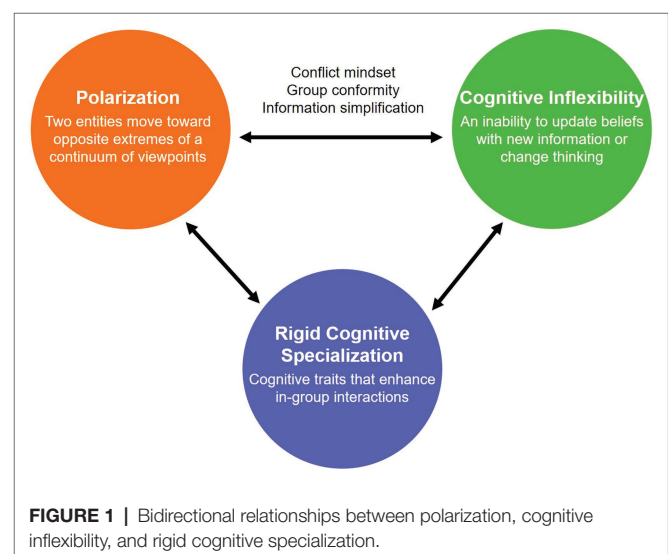 Polarization
Two entities move toward
opposite extremes of a
continuum of viewpoints
Conflict mindset
Group conformity
Information simplification
Cognitive Inflexibility
An inability to update beliefs
with new information or
change thinking
Rigid Cognitive
Specialization
Cognitive traits that enhance
in-group interactions
FIGURE 1 | Bidirectional relationships between polarization, cognitive
inflexibility, and rigid cognitive specialization.